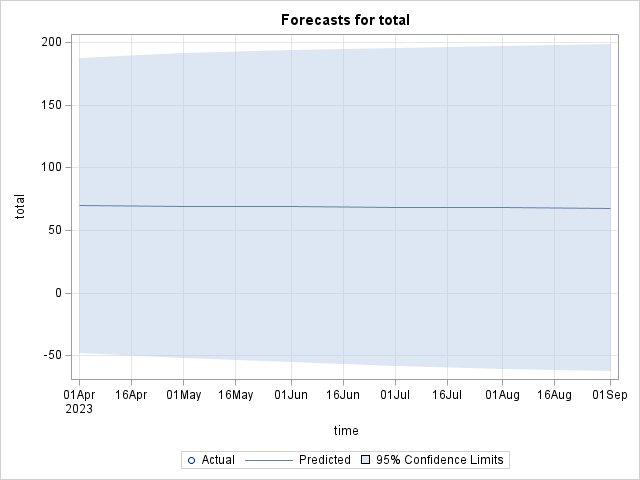 Forecasts for total
200
150
100
50
0
-50
total
01Apr 16Apr 01May 16May 01Jun 16Jun 01Jul 16Jul 01Aug 16Aug 01Sep
2023
time
Actual Predicted 95% Confidence Limits